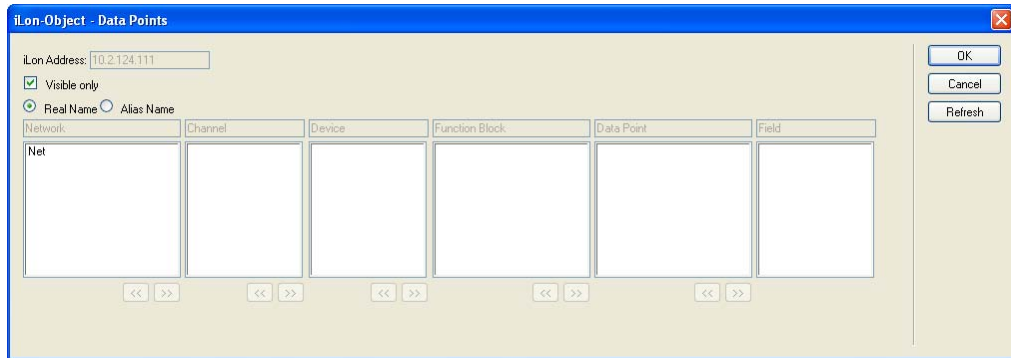 iLon-Object - Data Points
iLon Address: 10.2.124.111
OK
Visible only
Cancel
Real Name Alias Name
Refresh
Network Channel Device Function Block Data Point Field
Net
<< >> << >> << >> << >> << >>